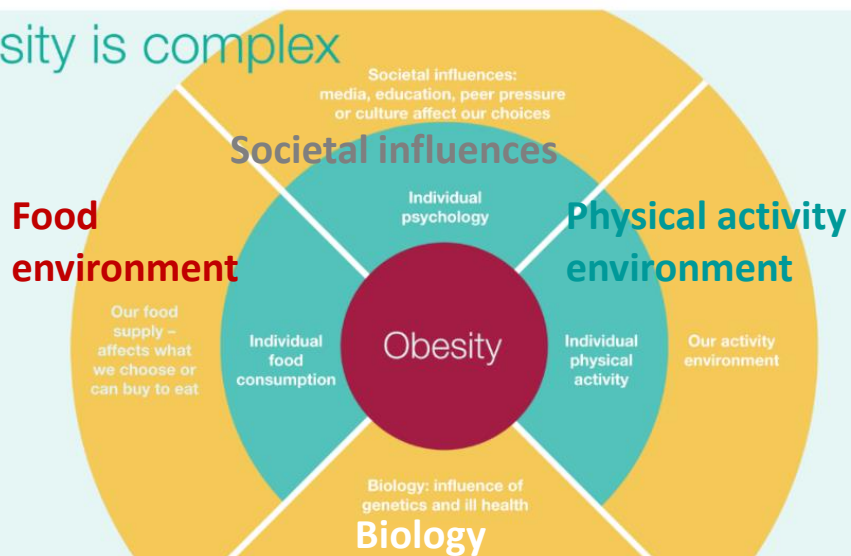 sity is complex
Societal influences:
media, education, peer pressure
or culture affect our choices
Societal influences
Individual
psychology
Food
environment
Physical activity
environment
Our food
supply –
affects what
we choose or
can buy to eat
Individual
food
consumption
Obesity
Individual
physical
activity
Our activity
environment
Biology: influence of
genetics and ill health
Biology